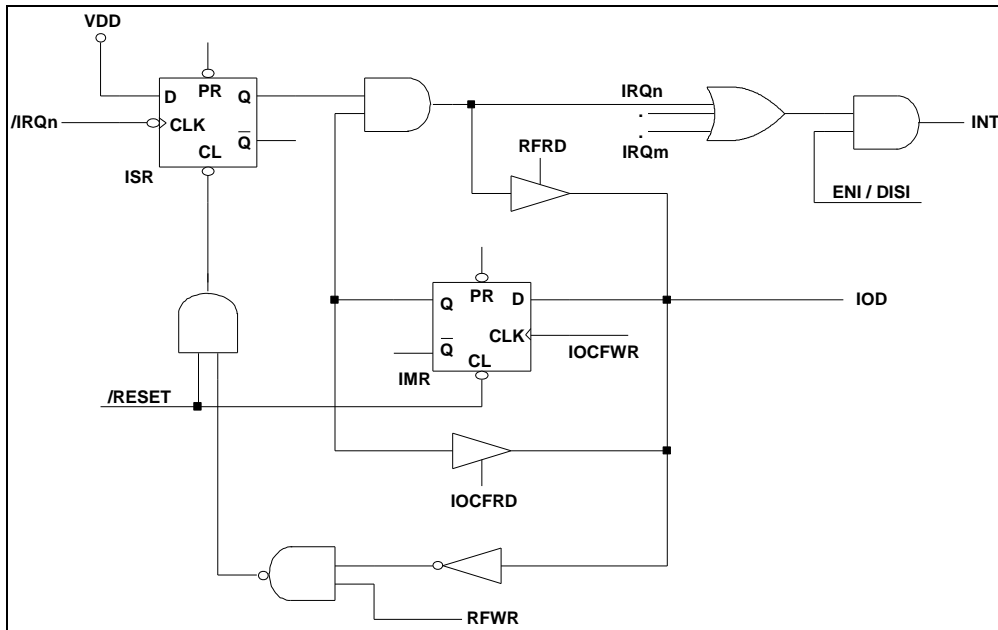 VDD
D
PR
Q
/IRQn
CLK
Q
CL
ISR
IRQn
.
.
IRQm
INT
ENI / DISI
RFRD
PR
Q
D
IOD
CLK
Q
CL
IOCFWR
IMR
/RESET
IOCFRD
RFWR